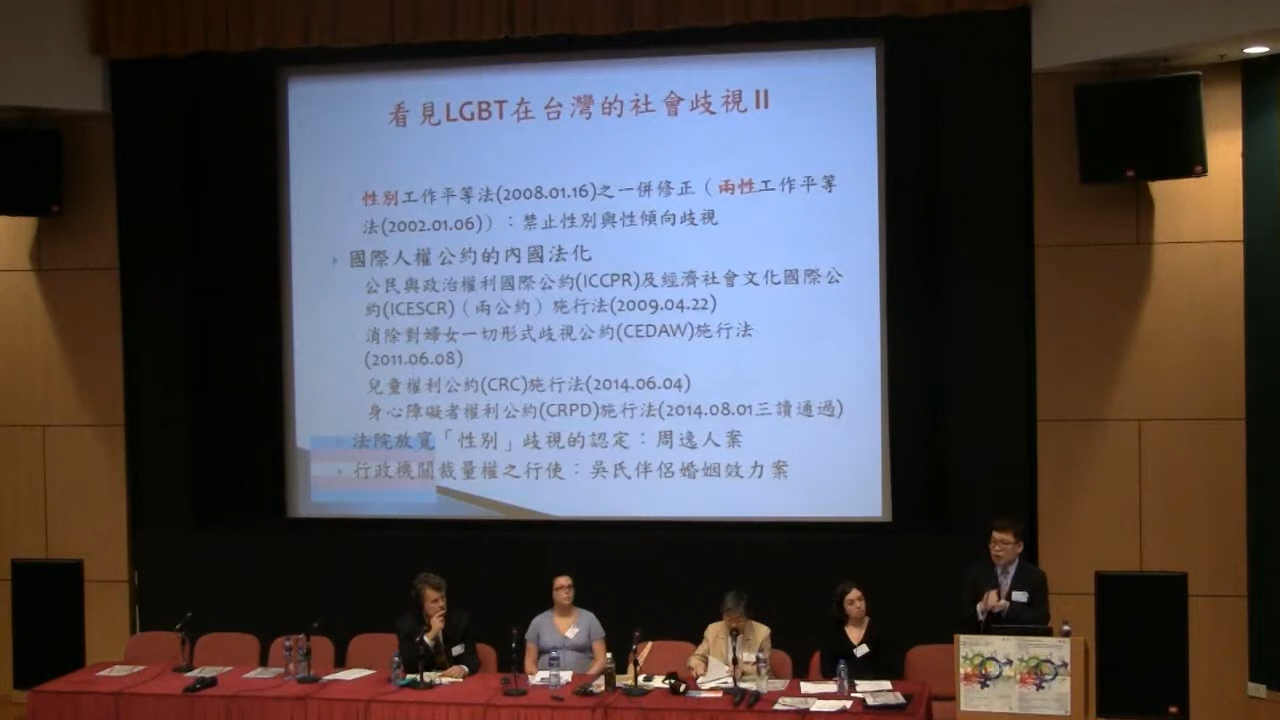 看見LGBT在台灣的社會歧視 II
性別工作平等法(2008.01.16)之一併修正（兩性工作平等
法(2002.01.06)）：禁止性別與性傾向歧視
國際人權公約的內國法化
公民與政治權利國際公約(ICCPR)及經濟社會文化國際公
約(ICESCR)（兩公約）施行法(2009.04.22)
消除對婦女一切形式歧視公約(CEDAW)施行法
(2011.06.08)
兒童權利公約(CRC)施行法(2014.06.04)
身心障礙者權利公約(CRPD)施行法(2014.08.01三讀通過)
法院放寬「性別」歧視的認定：周逸人案
行政機關裁量權之行使：吳氏伴侶婚姻效力案